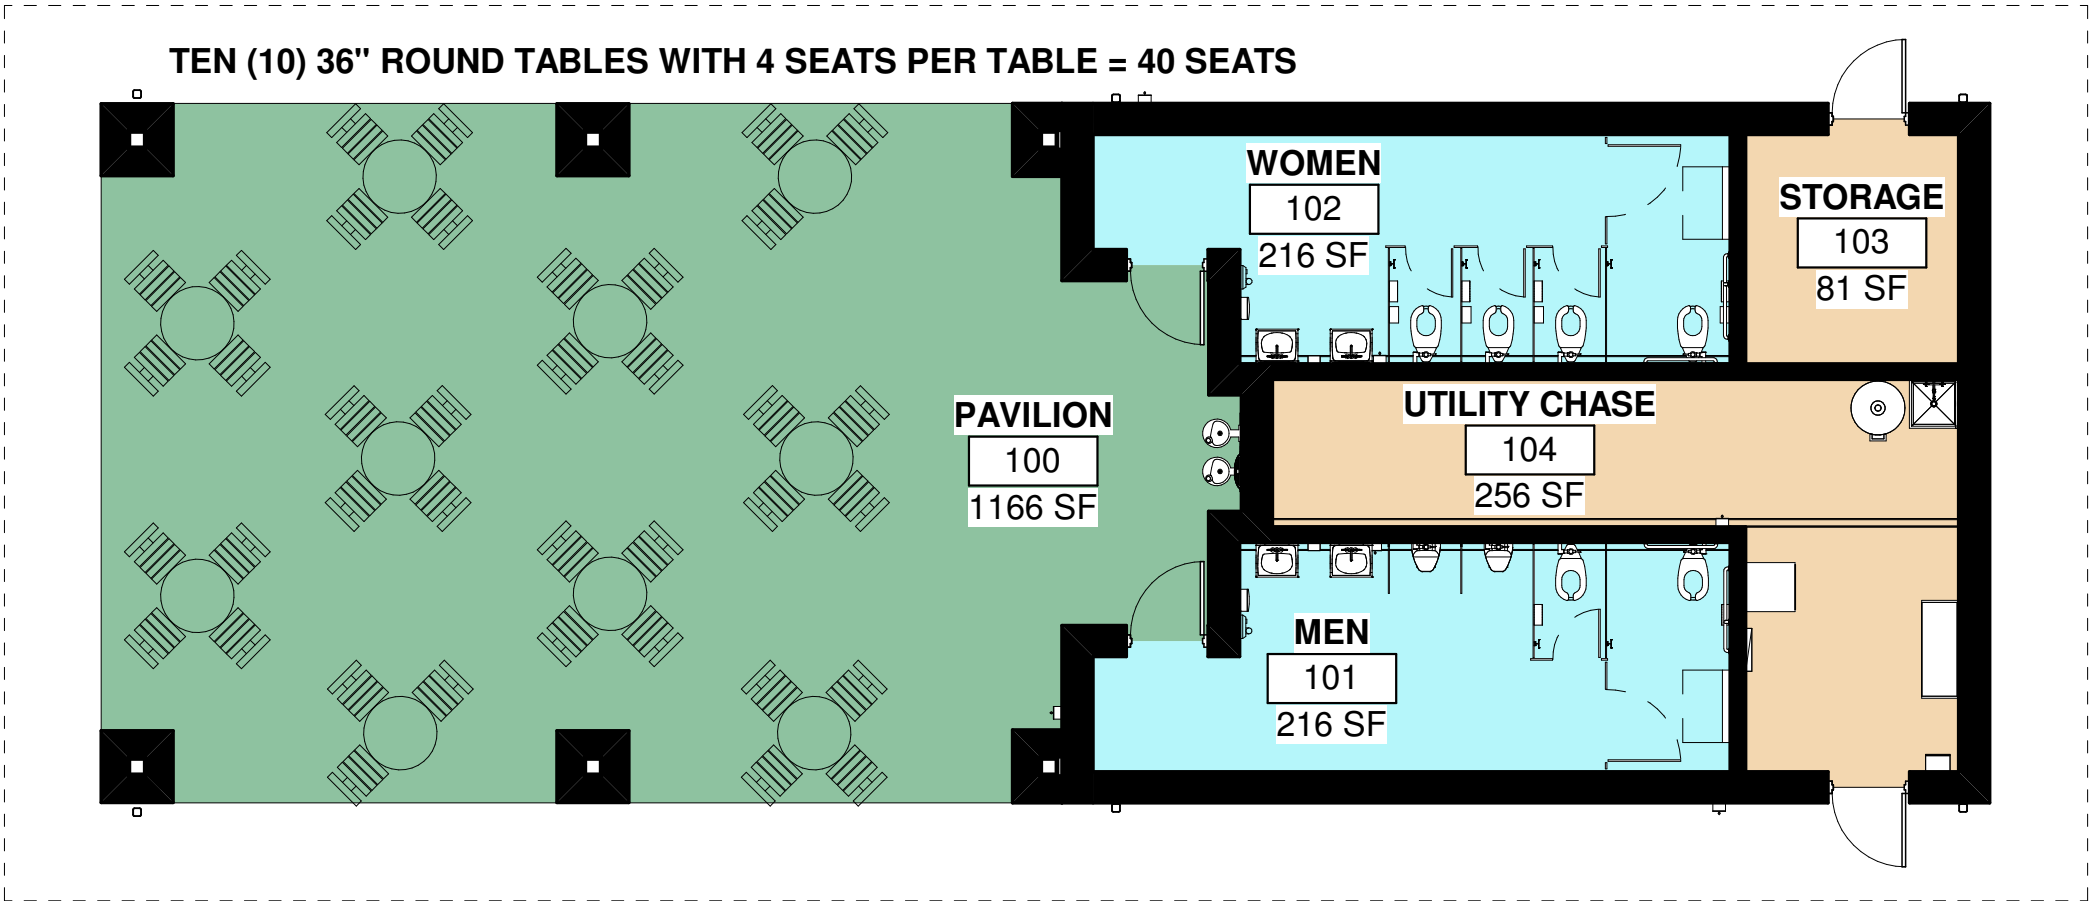 TEN (10) 36" ROUND TABLES WITH 4 SEATS PER TABLE = 40 SEATS
WOMEN
102
216 SF
STORAGE
103
81 SF
PAVILION
100
1166 SF
UTILITY CHASE
104
256 SF
MEN
101
216 SF